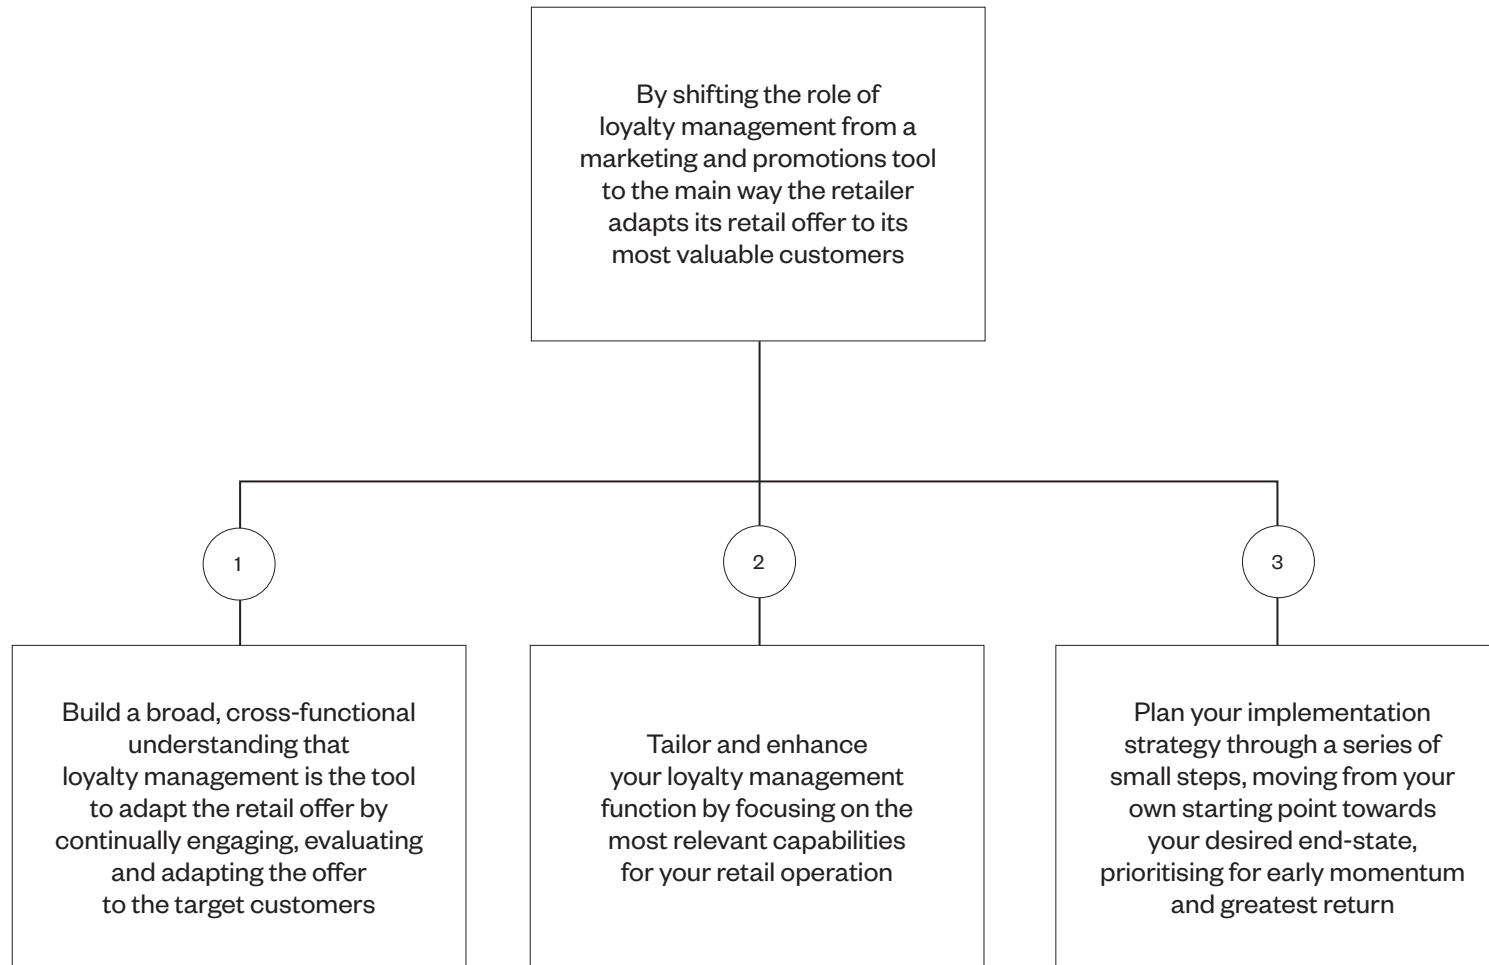 By shifting the role of
loyalty management from a
marketing and promotions tool
to the main way the retailer
adapts its retail offer to its
most valuable customers
1
2
3
Build a broad, cross-functional
understanding that
loyalty management is the tool
to adapt the retail offer by
continually engaging, evaluating
and adapting the offer
to the target customers
Tailor and enhance
your loyalty management
function by focusing on the
most relevant capabilities
for your retail operation
Plan your implementation
strategy through a series of
small steps, moving from your
own starting point towards
your desired end-state,
prioritising for early momentum
and greatest return